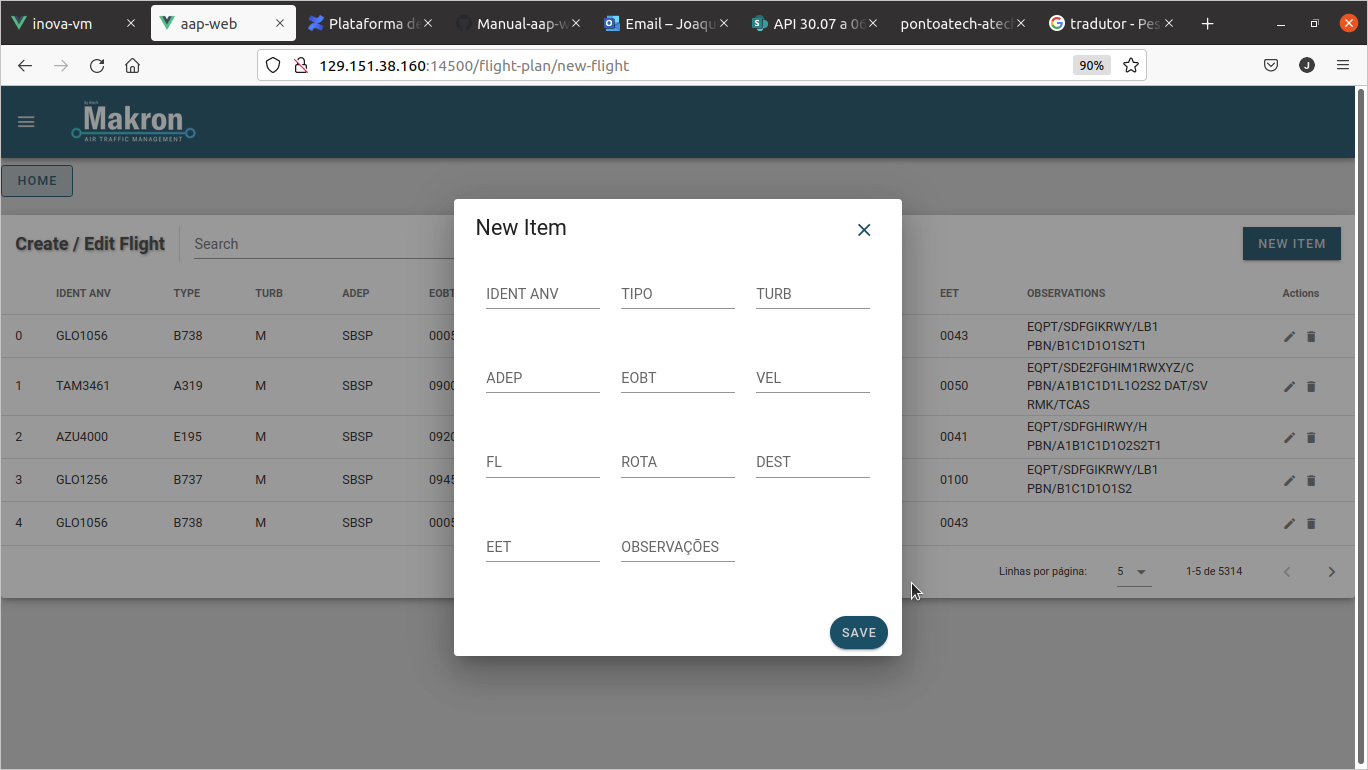 inova-vm
aap-web
Plataforma de
Manual-aap-w
Email – Joaqu
API 30.07 a 06
pontoatech-atech
tradutor - Pes
129.151.38.160:14500/flight-plan/new-flight
90%
J
Makron
AIR TRAFFIC MANAGEMENT
HOME
Create / Edit Flight
Search
NEW ITEM
IDENT ANV TYPE TURB ADEP EOBT EET OBSERVATIONS Actions
0 GLO1056 B738 M SBSP 0005 0043 EQPT/SDFGIKRWY/LB1
PBN/B1C1D1O1S2T1
1 TAM3461 A319 M SBSP 0900 0050 EQPT/SDE2FGHIM1RWXYZ/C
PBN/A1B1C1D1L1O2S2 DAT/SV
RMK/TCAS
2 AZU4000 E195 M SBSP 0920 0041 EQPT/SDFGHIRWY/H
PBN/A1B1C1D1O2S2T1
3 GLO1256 B737 M SBSP 0945 0100 EQPT/SDFGIKRWY/LB1
PBN/B1C1D1O1S2
4 GLO1056 B738 M SBSP 0005 0043
Linhas por página: 5 1-5 de 5314
New Item
IDENT ANV TIPO TURB
ADEP EOBT VEL
FL ROTA DEST
EET OBSERVAÇÕES
SAVE